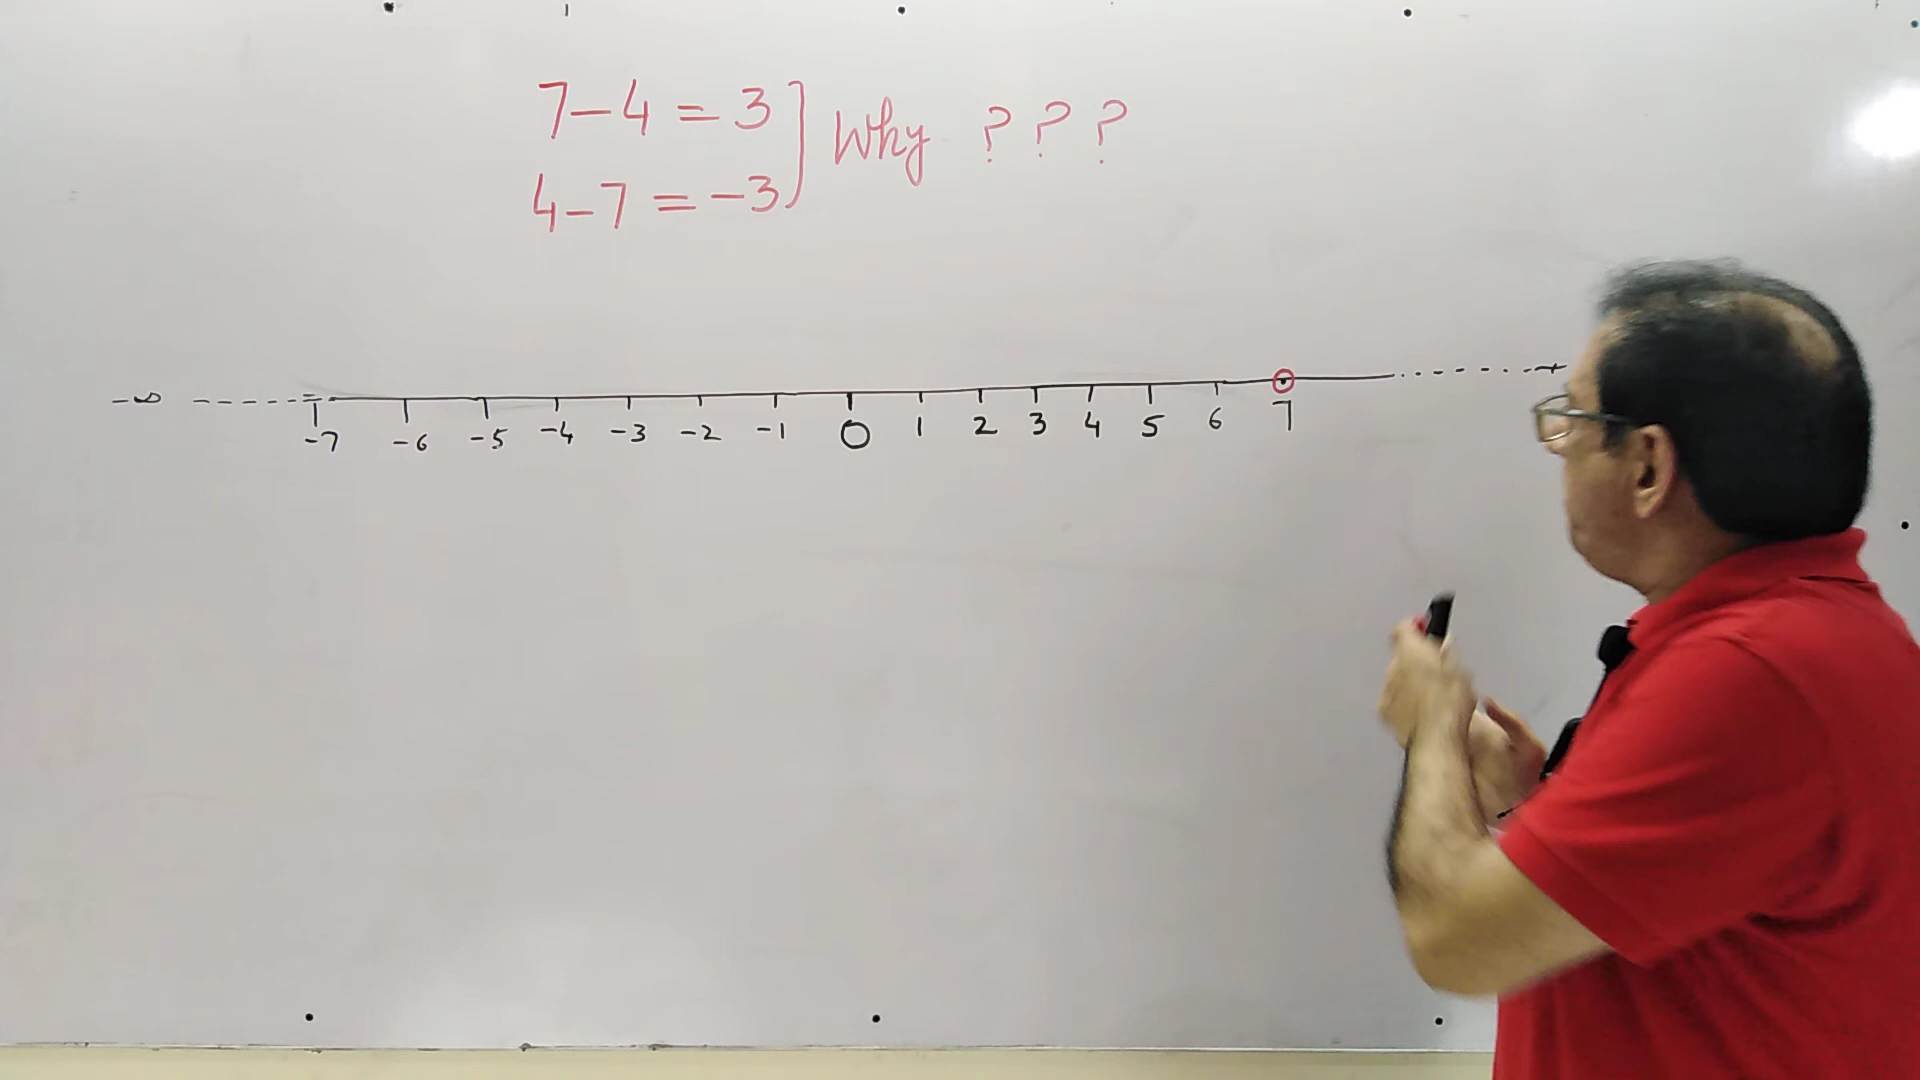 7-4 = 3
4-7 = -3
Why ? ? ?
-∞
-7 -6 -5 -4 -3 -2 -1 0 1 2 3 4 5 6 7